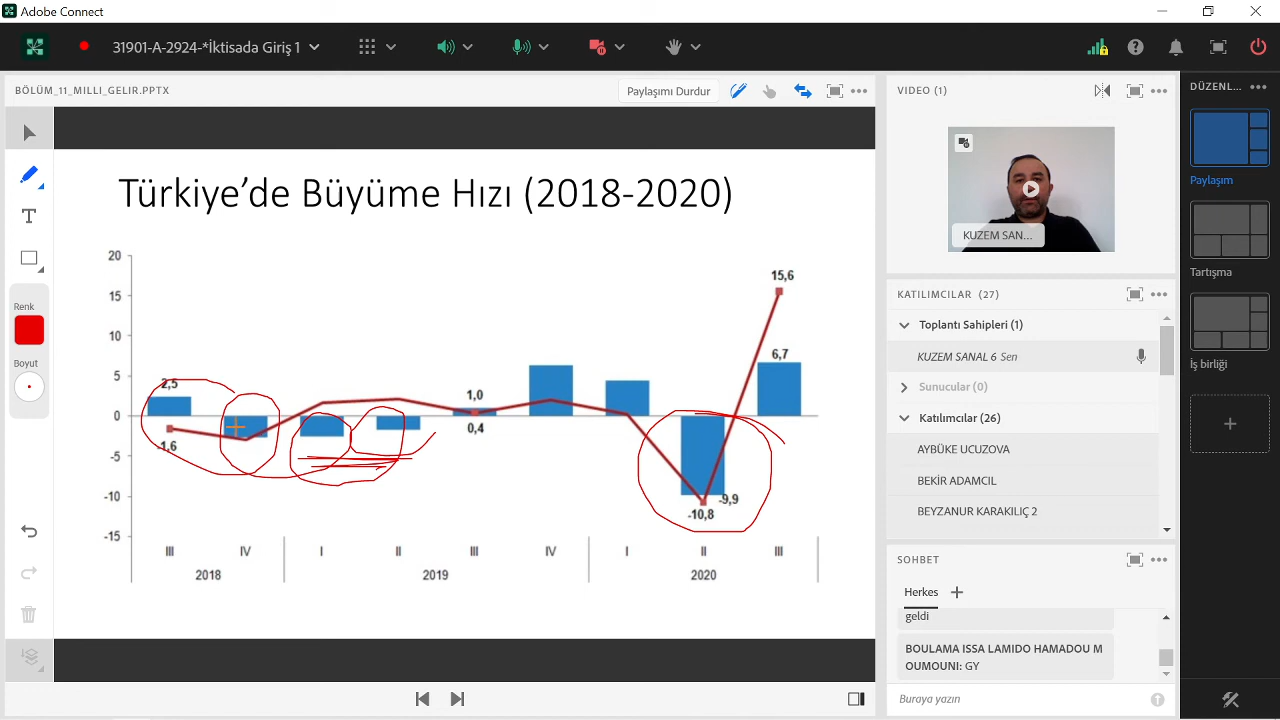 Adobe Connect
31901-A-2924-*İktisada Giriş 1
BÖLÜM_11_MILLI_GELIR.PPTX
Paylaşımı Durdur
Renk
Boyut
Türkiye’de Büyüme Hızı (2018-2020)
20
15
10
5
0
-5
-10
-15
2,5
-1,6
1,0
0,4
-9,9
-10,8
15,6
6,7
III IV I II III IV I II III
2018 2019 2020
VIDEO (1)
KUZEM SAN...
KATILIMCILAR (27)
Toplantı Sahipleri (1)
KUZEM SANAL 6 Sen
Sunucular (0)
Katılımcılar (26)
AYBÜKE UCUZOVA
BEKİR ADAMCIL
BEYZANUR KARAKILIÇ 2
SOHBET
Herkes
geldi
BOULAMA ISSA LAMIDO HAMADOU M
OUMOUNI: GY
Buraya yazın
DÜZENL...
Paylaşım
Tartışma
İş birliği